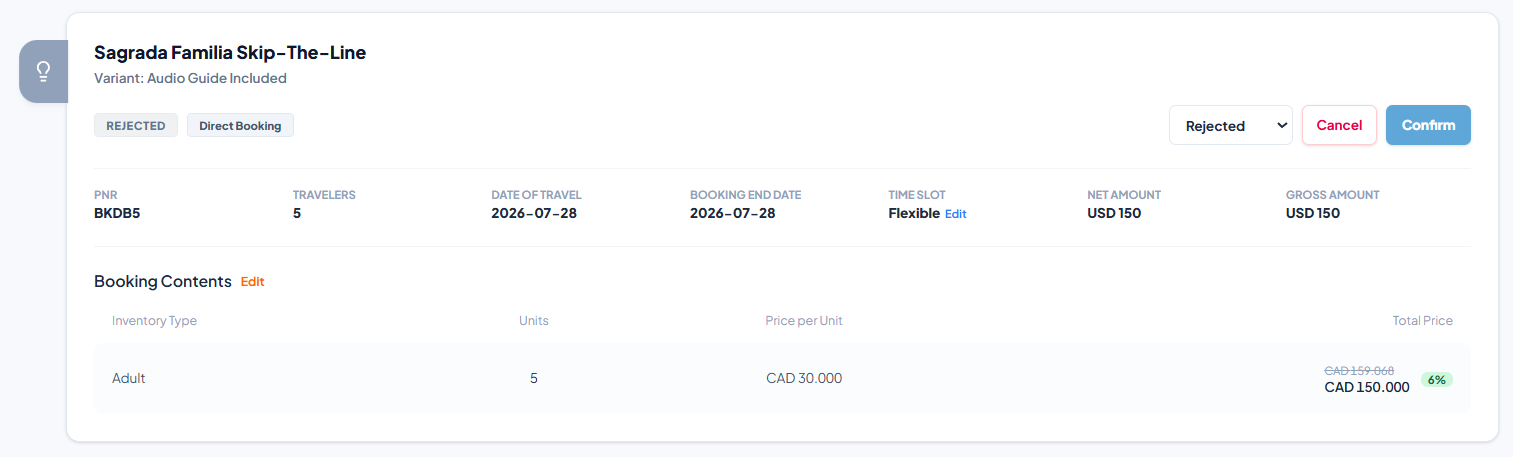 Sagrada Familia Skip-The-Line
Variant: Audio Guide Included
REJECTED Direct Booking Rejected Cancel Confirm
PNR TRAVELERS DATE OF TRAVEL BOOKING END DATE TIME SLOT NET AMOUNT GROSS AMOUNT
BKDB5 5 2026-07-28 2026-07-28 Flexible Edit USD 150 USD 150
Booking Contents Edit
Inventory Type Units Price per Unit Total Price
CAD 159.068
Adult 5 CAD 30.000 6%
CAD 150.000